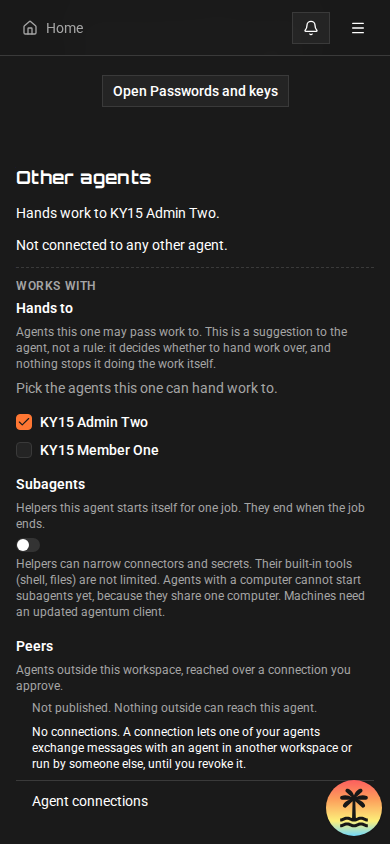 Home
Open Passwords and keys
Other agents
Hands work to KY15 Admin Two.
Not connected to any other agent.
WORKS WITH
Hands to
Agents this one may pass work to. This is a suggestion to the
agent, not a rule: it decides whether to hand work over, and
nothing stops it doing the work itself.
Pick the agents this one can hand work to.
KY15 Admin Two
KY15 Member One
Subagents
Helpers this agent starts itself for one job. They end when the job
ends.
Helpers can narrow connectors and secrets. Their built-in tools
(shell, files) are not limited. Agents with a computer cannot start
subagents yet, because they share one computer. Machines need
an updated agentum client.
Peers
Agents outside this workspace, reached over a connection you
approve.
Not published. Nothing outside can reach this agent.
No connections. A connection lets one of your agents
exchange messages with an agent in another workspace or
run by someone else, until you revoke it.
Agent connections